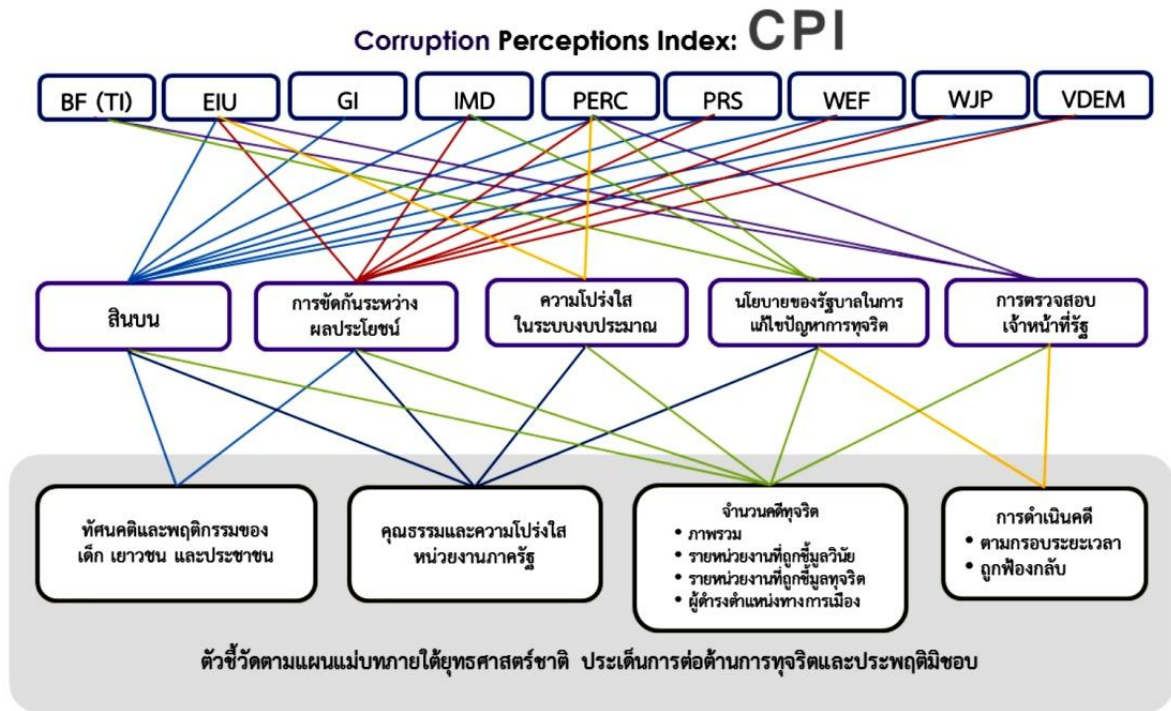 Corruption Perceptions Index: CPI
BF (TI)
EIU
GI
IMD
PERC
PRS
WEF
WJP
VDEM
สินบน
การขัดกันระหว่าง
ผลประโยชน์
ความโปร่งใส
ในระบบงบประมาณ
นโยบายของรัฐบาลในการ
แก้ไขปัญหาการทุจริต
การตรวจสอบ
เจ้าหน้าที่รัฐ
ทัศนคติและพฤติกรรมของ
เด็ก เยาวชน และประชาชน
คุณธรรมและความโปร่งใส
หน่วยงานภาครัฐ
จำนวนคดีทุจริต
• ภาพรวม
• รายหน่วยงานที่ถูกชี้มูลวินัย
• รายหน่วยงานที่ถูกชี้มูลทุจริต
• ผู้ดำรงตำแหน่งทางการเมือง
การดำเนินคดี
• ตามกรอบระยะเวลา
• ถูกฟ้องกลับ
ตัวชี้วัดตามแผนแม่บทภายใต้ยุทธศาสตร์ชาติ ประเด็นการต่อต้านการทุจริตและประพฤติมิชอบ